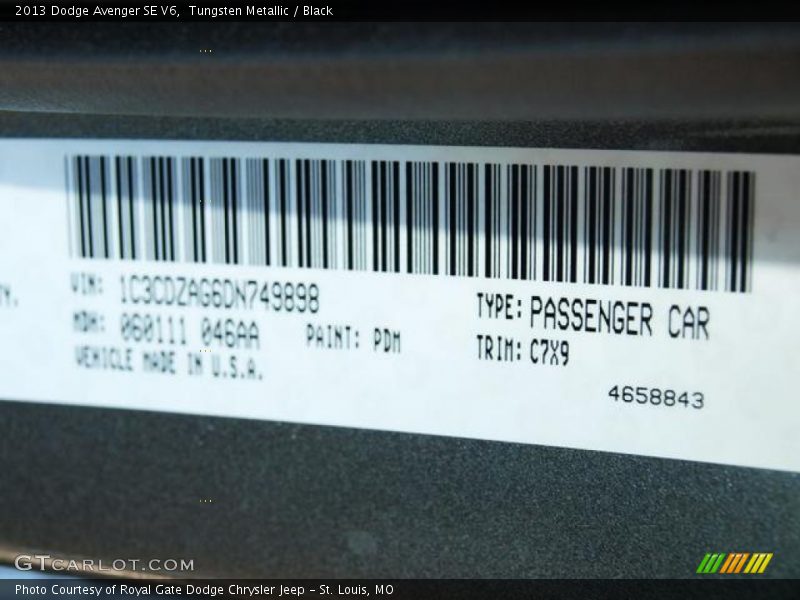 2013 Dodge Avenger SE V6,  Tungsten Metallic / Black
VIN: 1C3CDZAG6DN749898
TYPE: PASSENGER CAR
MDH: 060111 046AA
PAINT: PDM
TRIM: C7X9
VEHICLE MADE IN U.S.A.
4658843
GTCARLOT.COM
Photo Courtesy of Royal Gate Dodge Chrysler Jeep - St. Louis, MO